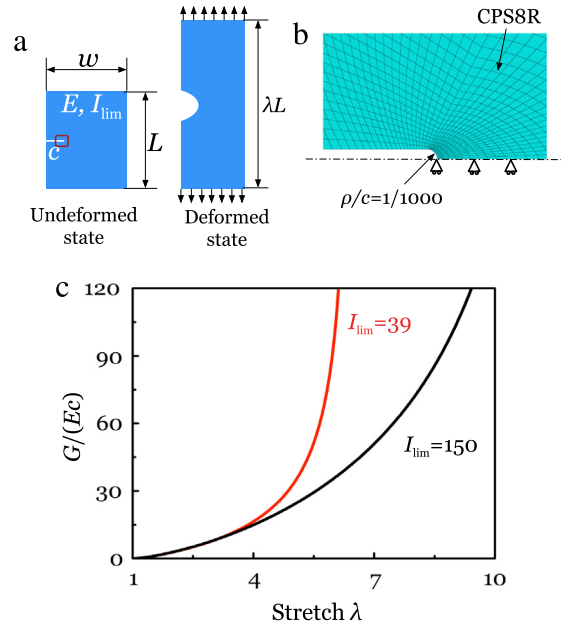 a
w
E, I_lim
c
L
λL
Undeformed
state
Deformed
state
b
CPS8R
ρ/c=1/1000
c
120
90
60
30
0
G/(Ec)
I_lim=39
I_lim=150
1
4
7
10
Stretch λ